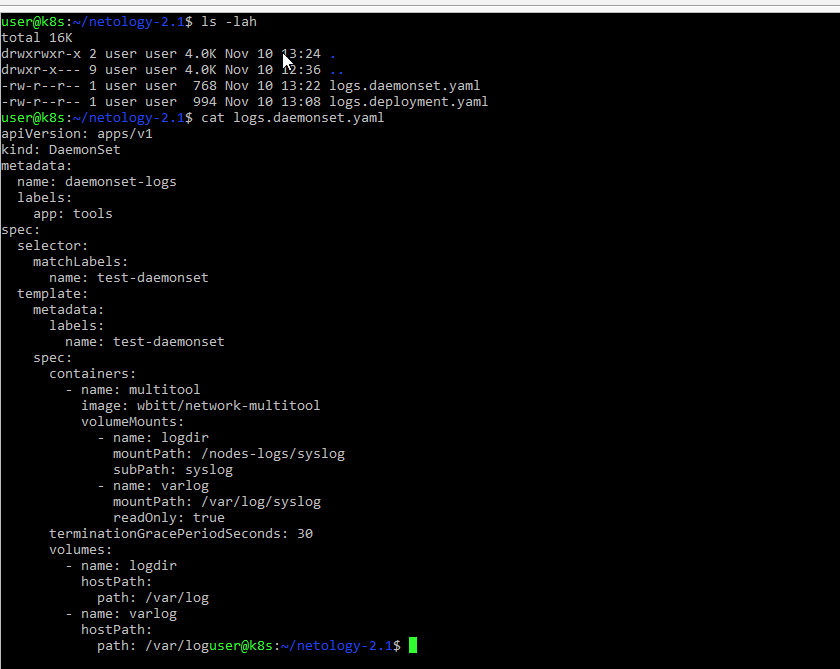 user@k8s:~/netology-2.1$ ls -lah
total 16K
drwxrwxr-x 2 user user 4.0K Nov 10 13:24 .
drwxr-x--- 9 user user 4.0K Nov 10 12:36 ..
-rw-r--r-- 1 user user  768 Nov 10 13:22 logs.daemonset.yaml
-rw-r--r-- 1 user user  994 Nov 10 13:08 logs.deployment.yaml
user@k8s:~/netology-2.1$ cat logs.daemonset.yaml
apiVersion: apps/v1
kind: DaemonSet
metadata:
  name: daemonset-logs
  labels:
    app: tools
spec:
  selector:
    matchLabels:
      name: test-daemonset
  template:
    metadata:
      labels:
        name: test-daemonset
    spec:
      containers:
        - name: multitool
          image: wbitt/network-multitool
          volumeMounts:
            - name: logdir
              mountPath: /nodes-logs/syslog
              subPath: syslog
            - name: varlog
              mountPath: /var/log/syslog
              readOnly: true
      terminationGracePeriodSeconds: 30
      volumes:
        - name: logdir
          hostPath:
            path: /var/log
        - name: varlog
          hostPath:
            path: /var/loguser@k8s:~/netology-2.1$